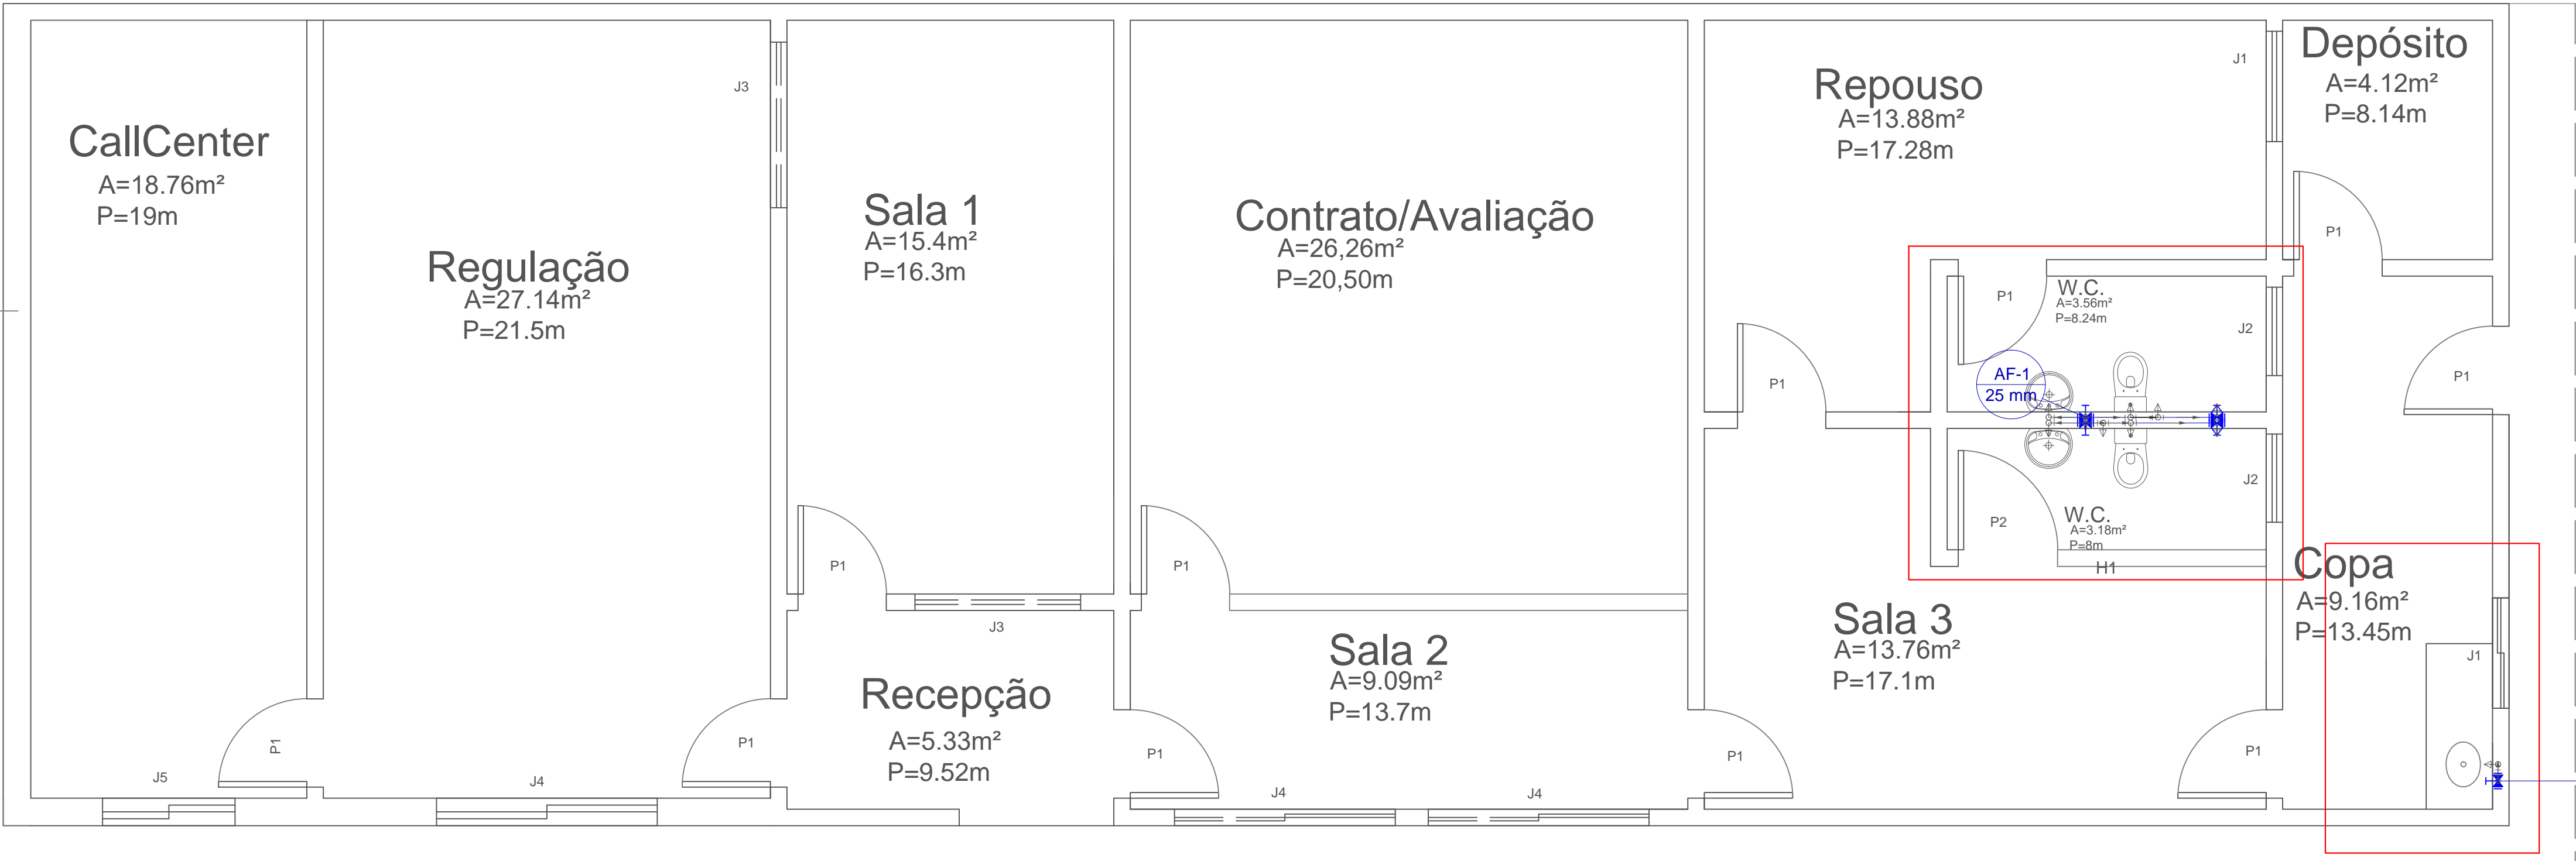 CallCenter
A=18.76m²
P=19m
J5
P1
Regulação
A=27.14m²
P=21.5m
J3
J4
P1
Sala 1
A=15.4m²
P=16.3m
P1
J3
Recepção
A=5.33m²
P=9.52m
Contrato/Avaliação
A=26,26m²
P=20,50m
P1
Sala 2
A=9.09m²
P=13.7m
P1
J4
J4
Repouso
A=13.88m²
P=17.28m
J1
P1
W.C.
A=3.56m²
P=8.24m
P1
J2
AF-1
25 mm
J2
P2
W.C.
A=3.18m²
P=8m
H1
Sala 3
A=13.76m²
P=17.1m
P1
P1
Depósito
A=4.12m²
P=8.14m
P1
P1
Copa
A=9.16m²
P=13.45m
J1